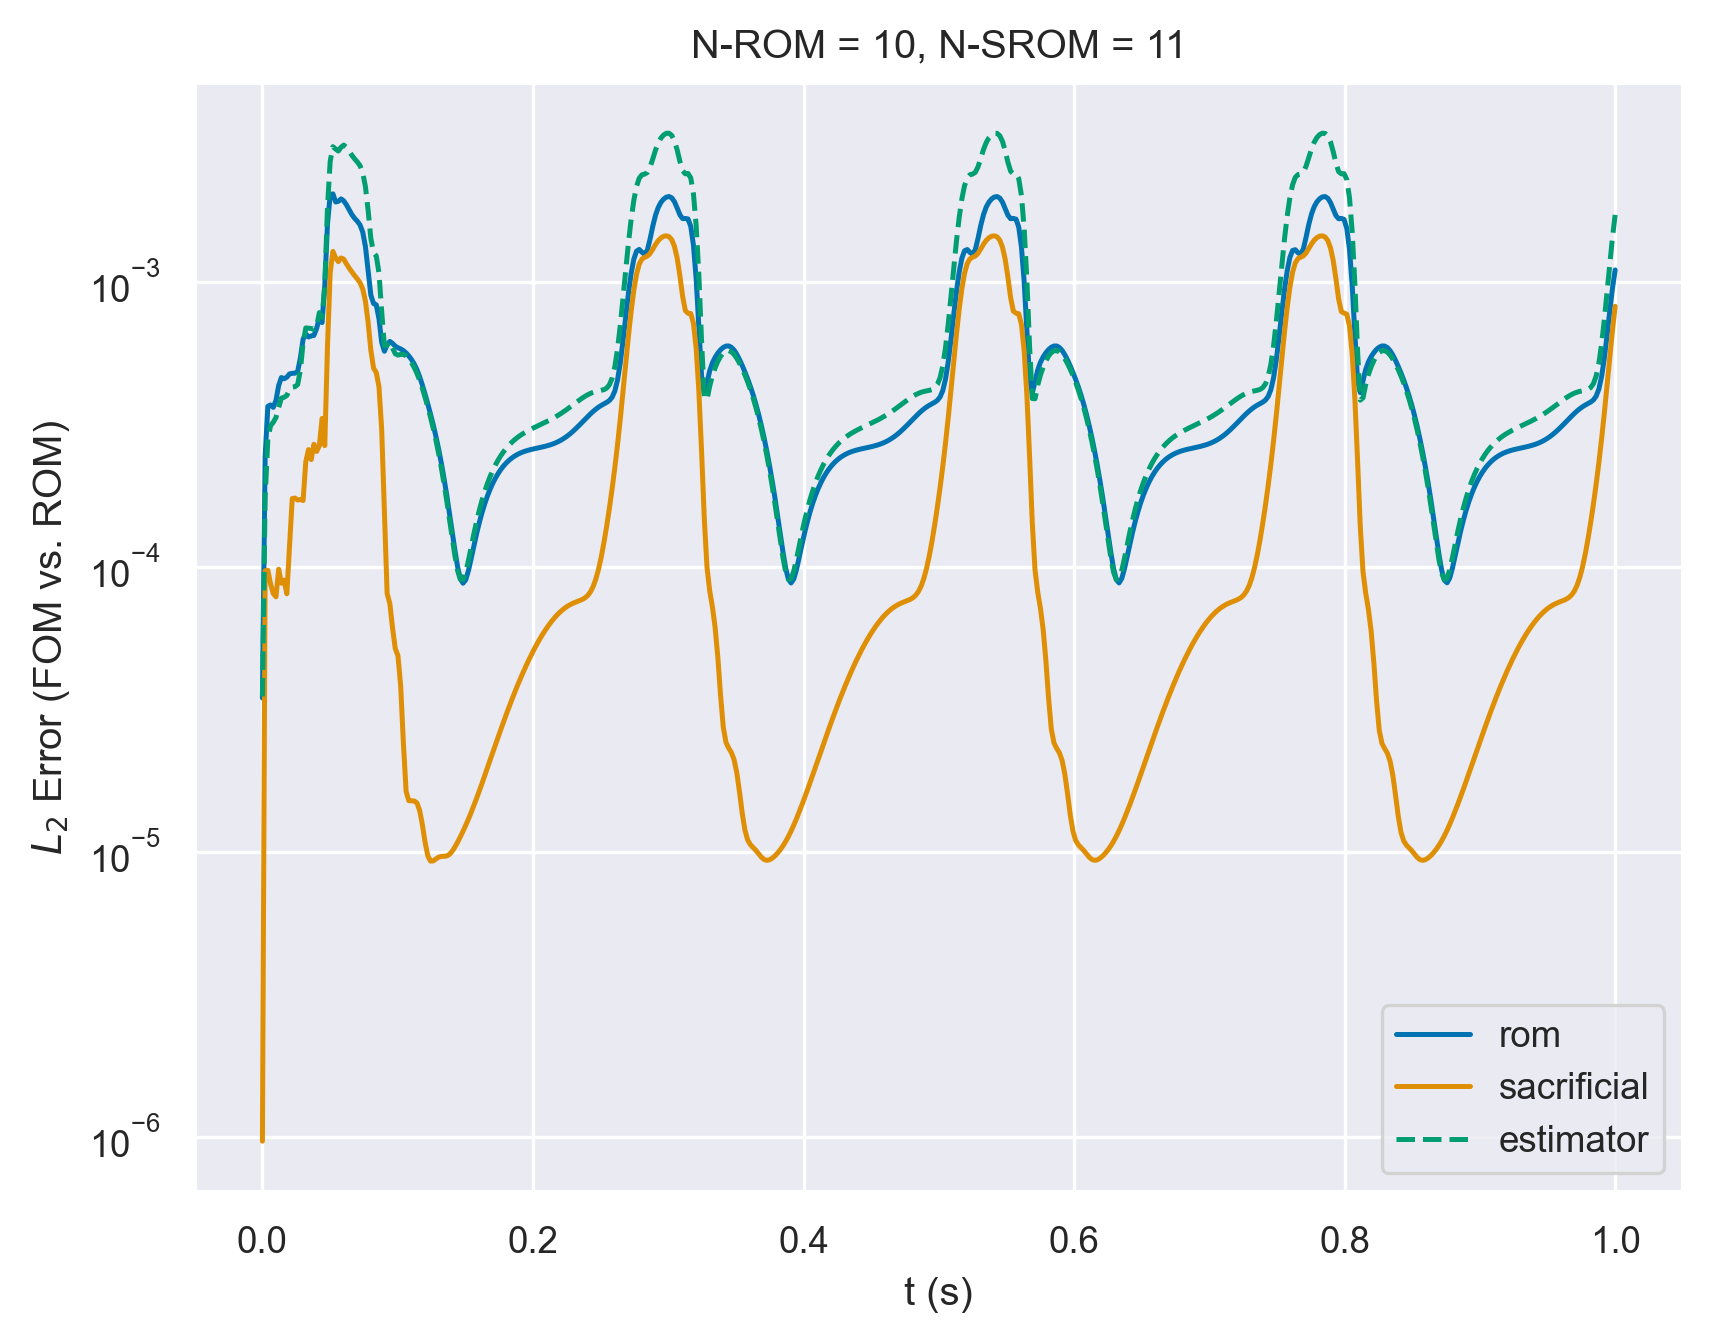 N-ROM = 10, N-SROM = 11
L₂ Error (FOM vs. ROM)
10⁻³
10⁻⁴
10⁻⁵
10⁻⁶
rom
sacrificial
estimator
0.0 0.2 0.4 0.6 0.8 1.0
t (s)